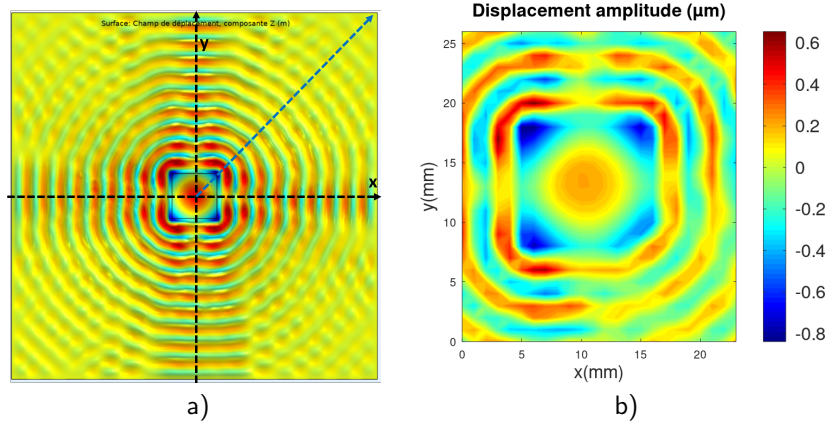 Surface: Champ de déplacement, composante Z (m)
y
x
a)
Displacement amplitude (μm)
25
20
15
10
5
0
y(mm)
0
5
10
15
20
x(mm)
0.6
0.4
0.2
0
-0.2
-0.4
-0.6
-0.8
b)